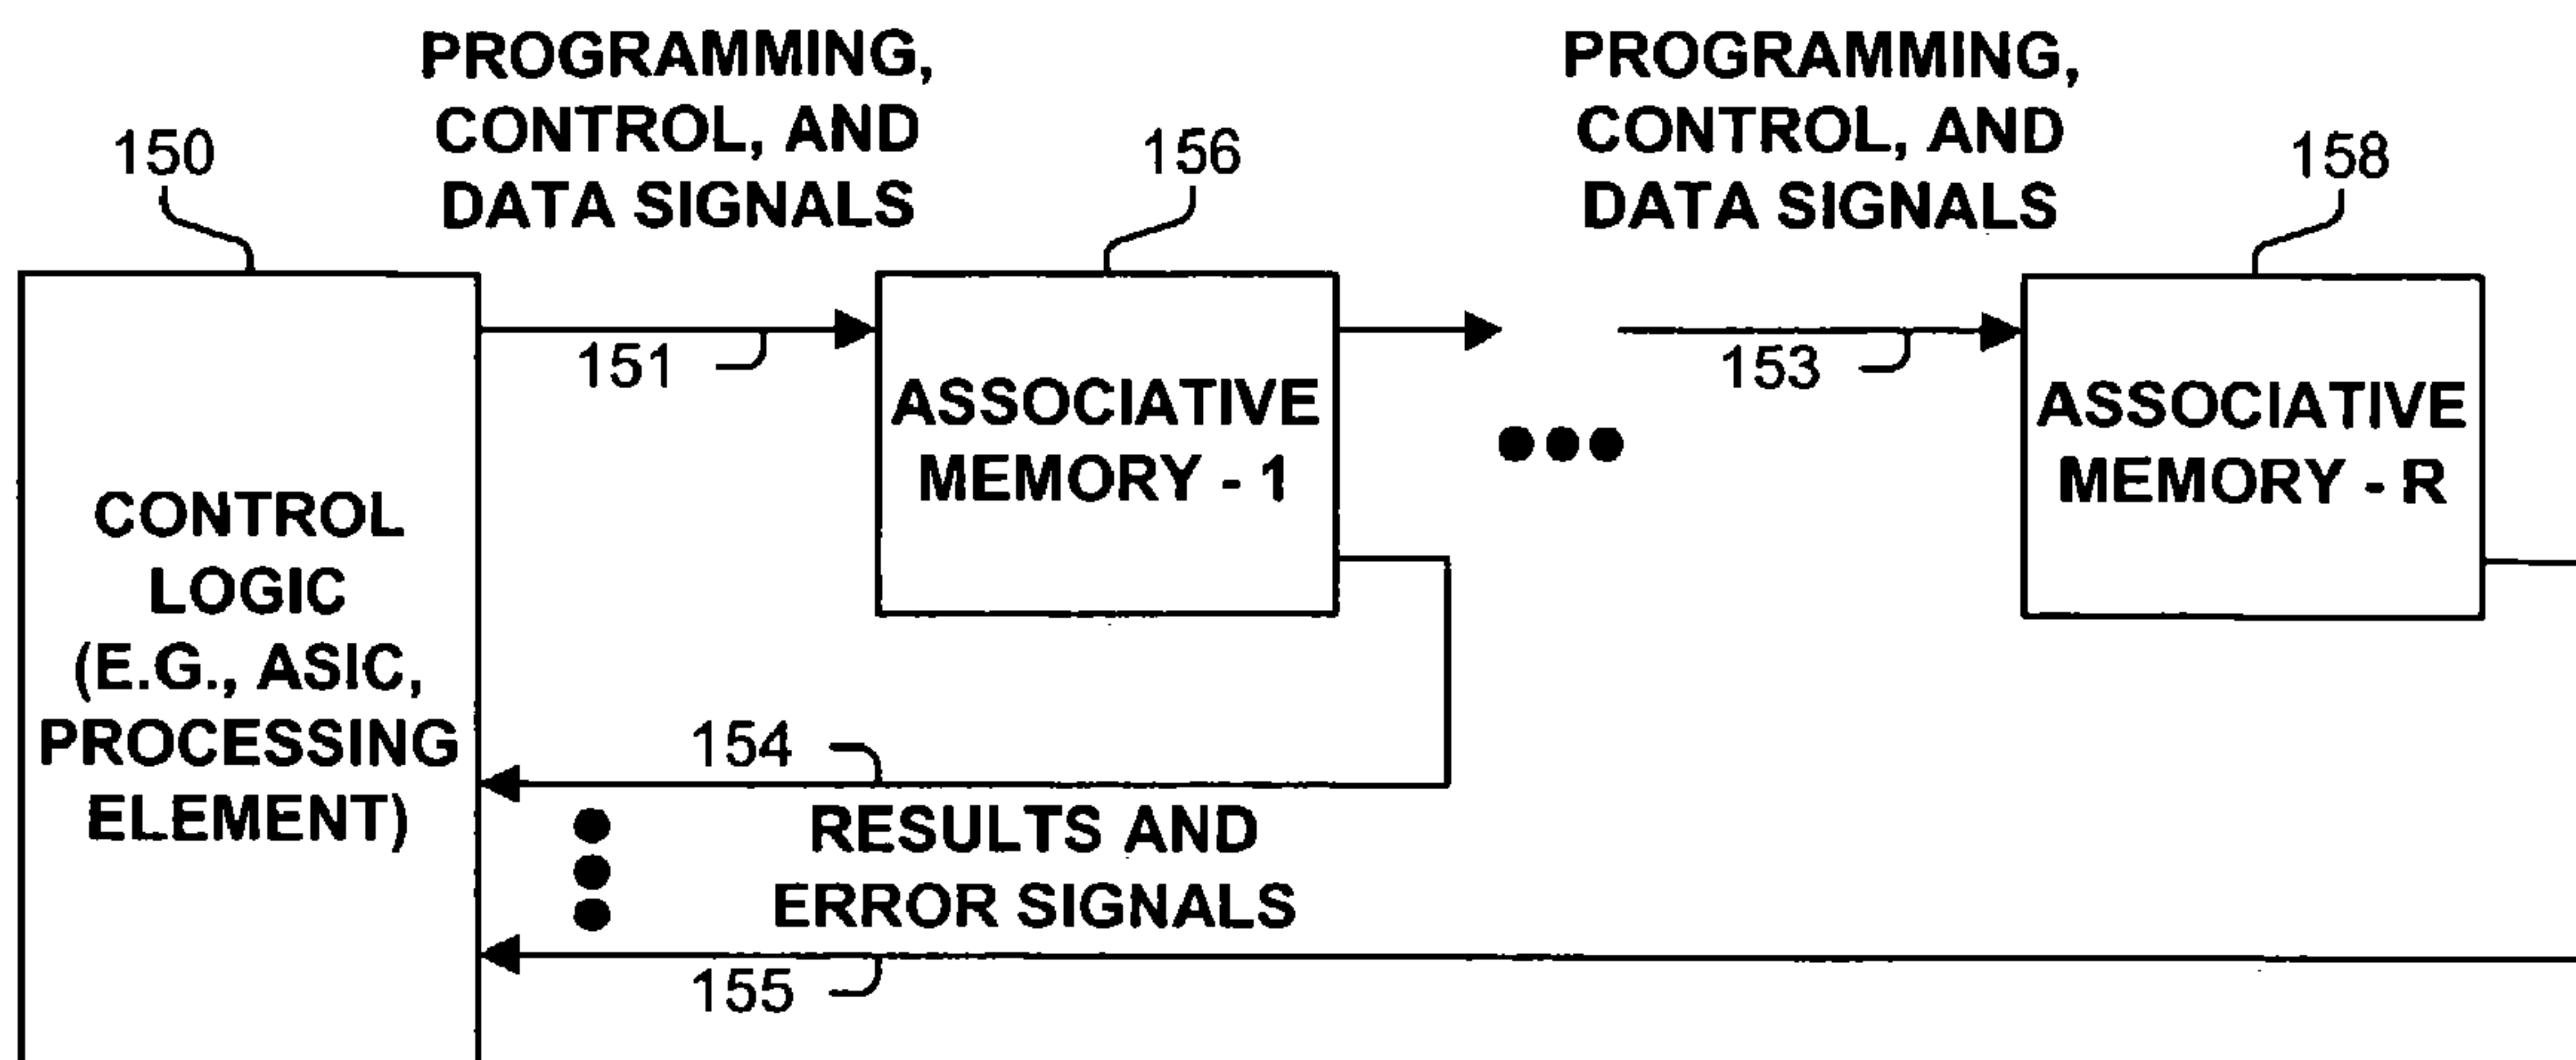 PROGRAMMING,
CONTROL, AND
DATA SIGNALS
PROGRAMMING,
CONTROL, AND
DATA SIGNALS
150
156
158
151
153
ASSOCIATIVE
MEMORY - 1
ASSOCIATIVE
MEMORY - R
CONTROL
LOGIC
(E.G., ASIC,
PROCESSING
ELEMENT)
154
RESULTS AND
ERROR SIGNALS
155